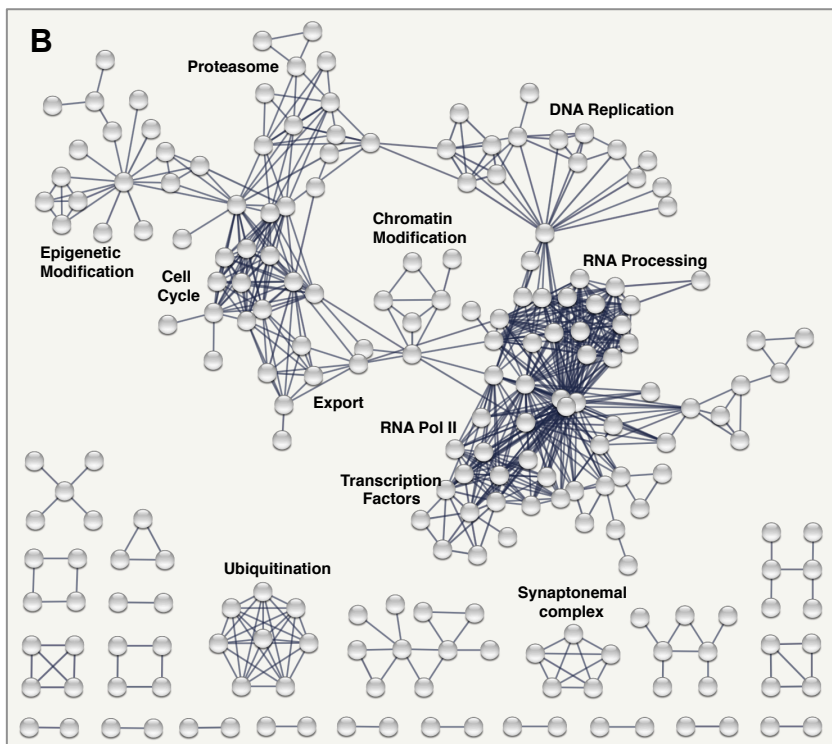 B
Proteasome
DNA Replication
Chromatin
Modification
Epigenetic
Modification
Cell
Cycle
RNA Processing
Export
RNA Pol II
Transcription
Factors
Ubiquitination
Synaptonemal
complex